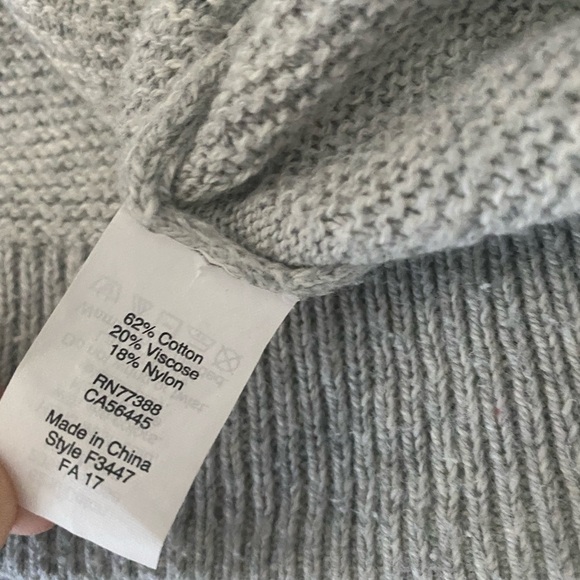 62% Cotton
20% Viscose
18% Nylon
RN77388
CA56445
Made in China
Style F3447
FA 17